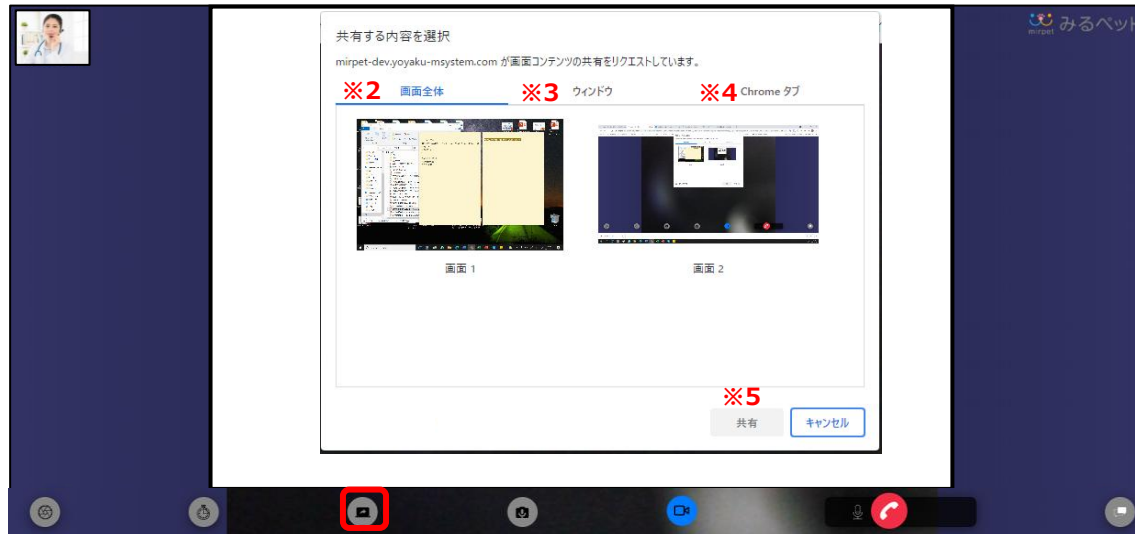 みるペット
mirpet
共有する内容を選択
mirpet-dev.yoyaku-msystem.com が画面コンテンツの共有をリクエストしています。
※2 画面全体 ※3 ウィンドウ ※4 Chrome タブ
画面 1 画面 2
※5
共有 キャンセル